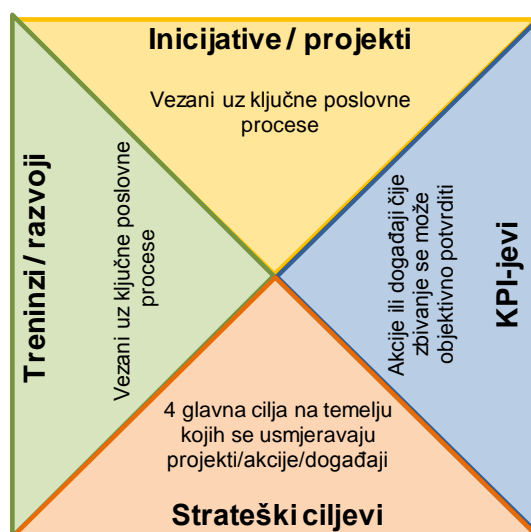 Inicijative / projekti
Vezani uz ključne poslovne
procese
Treninzi / razvoji
Vezani uz ključne poslovne
procese
Akcije ili događaji čije
zbivanje se može
objektivno potvrditi
KPI-jevi
4 glavna cilja na temelju
kojih se usmjeravaju
projekti/akcije/događaji
Strateški ciljevi